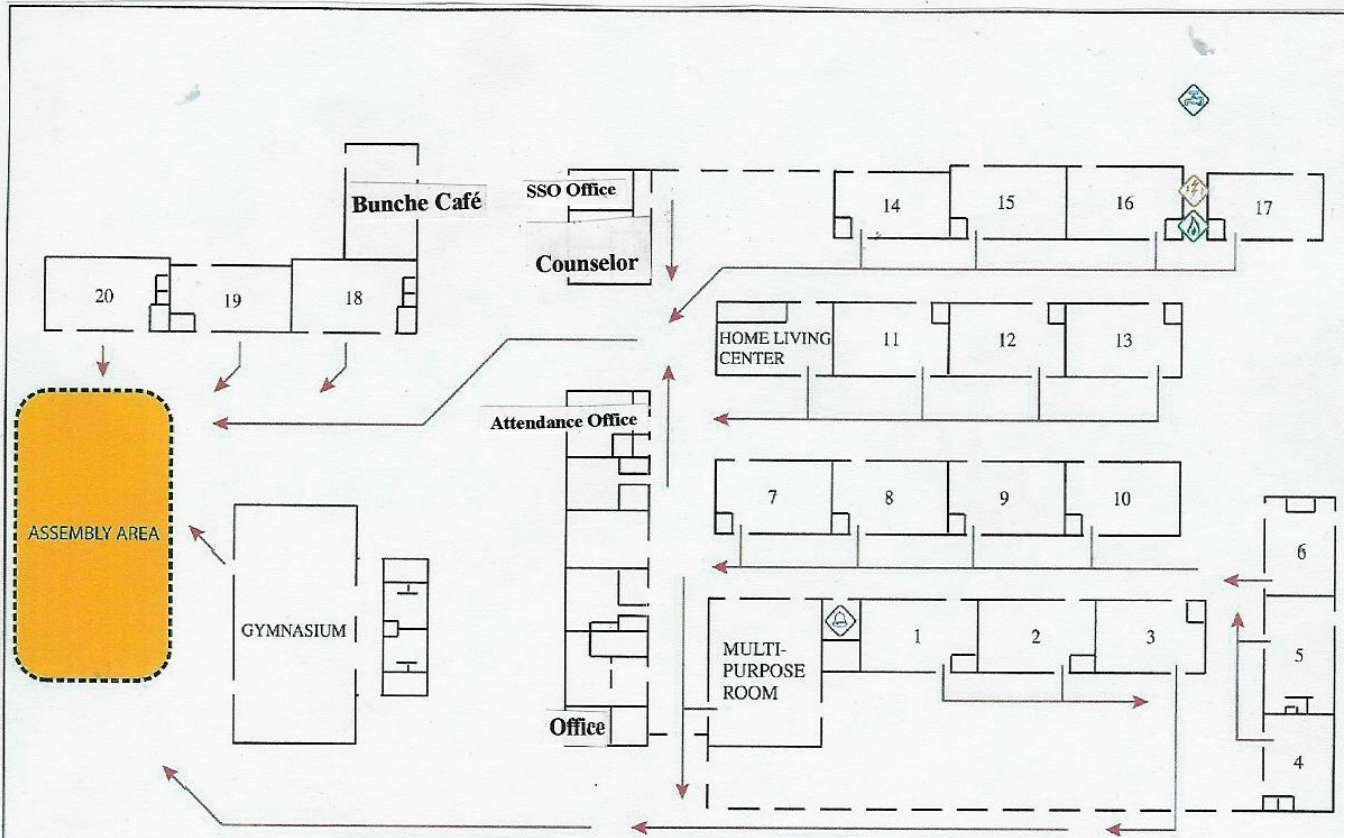 Bunche Café
SSO Office
Counselor
14
15
16
17
20
19
18
HOME LIVING
CENTER
11
12
13
Attendance Office
7
8
9
10
ASSEMBLY AREA
GYMNASIUM
MULTI-
PURPOSE
ROOM
1
2
3
6
5
4
Office